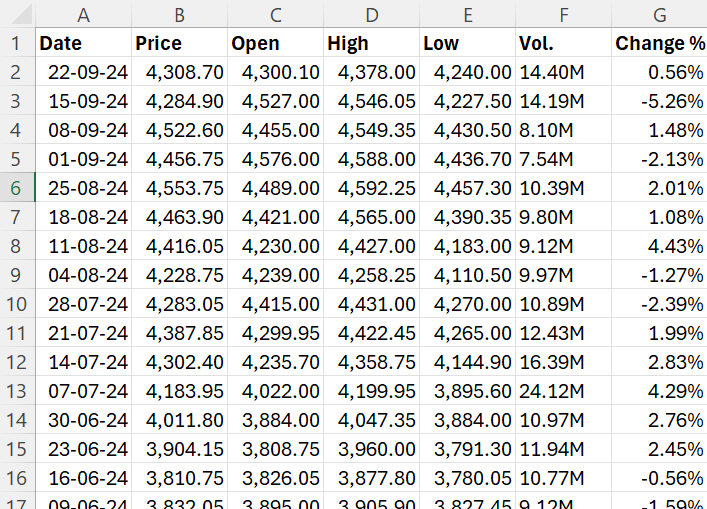 A B C D E F G
1 Date Price Open High Low Vol. Change %
2 22-09-24 4,308.70 4,300.10 4,378.00 4,240.00 14.40M 0.56%
3 15-09-24 4,284.90 4,527.00 4,546.05 4,227.50 14.19M -5.26%
4 08-09-24 4,522.60 4,455.00 4,549.35 4,430.50 8.10M 1.48%
5 01-09-24 4,456.75 4,576.00 4,588.00 4,436.70 7.54M -2.13%
6 25-08-24 4,553.75 4,489.00 4,592.25 4,457.30 10.39M 2.01%
7 18-08-24 4,463.90 4,421.00 4,565.00 4,390.35 9.80M 1.08%
8 11-08-24 4,416.05 4,230.00 4,427.00 4,183.00 9.12M 4.43%
9 04-08-24 4,228.75 4,239.00 4,258.25 4,110.50 9.97M -1.27%
10 28-07-24 4,283.05 4,415.00 4,431.00 4,270.00 10.89M -2.39%
11 21-07-24 4,387.85 4,299.95 4,422.45 4,265.00 12.43M 1.99%
12 14-07-24 4,302.40 4,235.70 4,358.75 4,144.90 16.39M 2.83%
13 07-07-24 4,183.95 4,022.00 4,199.95 3,895.60 24.12M 4.29%
14 30-06-24 4,011.80 3,884.00 4,047.35 3,884.00 10.97M 2.76%
15 23-06-24 3,904.15 3,808.75 3,960.00 3,791.30 11.94M 2.45%
16 16-06-24 3,810.75 3,826.05 3,877.80 3,780.05 10.77M -0.56%
17 09-06-24 3,832.05 3,895.00 3,905.90 3,827.45 9.12M -1.59%